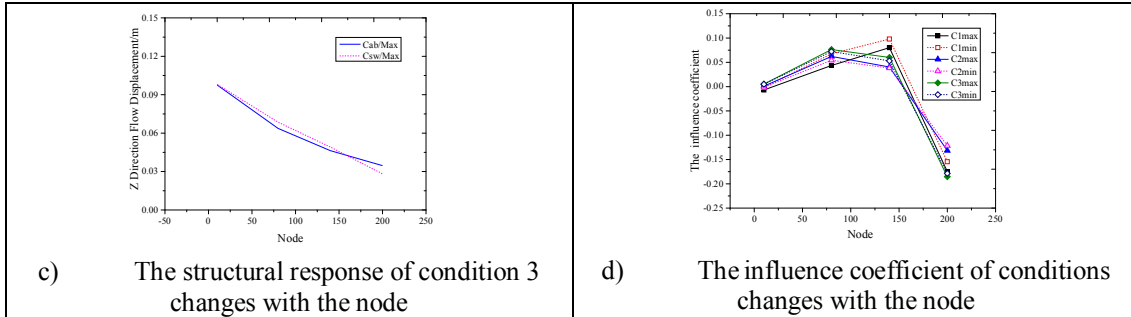 0.15
0.12
0.09
0.06
0.03
0.00
Z Direction Flow Displacement/m
Cab/Max
Csw/Max
-50 0 50 100 150 200 250
Node
c) The structural response of condition 3
changes with the node
0.15
0.10
0.05
0.00
-0.05
-0.10
-0.15
-0.20
-0.25
The influence coefficient
C1max
C1min
C2max
C2min
C3max
C3min
0 50 100 150 200 250
Node
d) The influence coefficient of conditions
changes with the node